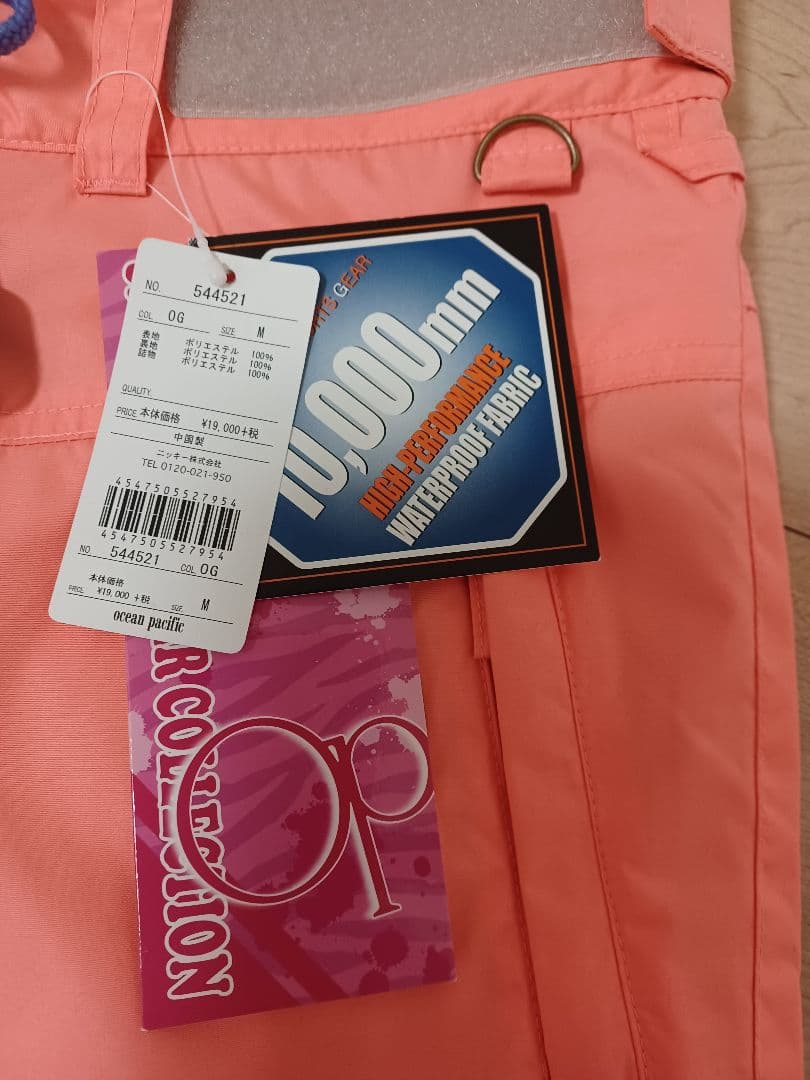 NO. 544521
COL OG SIZE M
表地 ポリエステル 100%
裏地 ポリエステル 100%
詰物 ポリエステル 100%
QUALITY
PRICE 本体価格 ¥19,000+税
中国製
ニッキー株式会社
TEL 0120-021-950
4547505527954
4547505527954
NO. 544521 COL OG
本体価格
PRICE ¥19,000 +税 SIZE M
ocean pacific
GEAR
10,000mm
HIGH-PERFORMANCE
WATERPROOF FABRIC
COLLECTION
Op